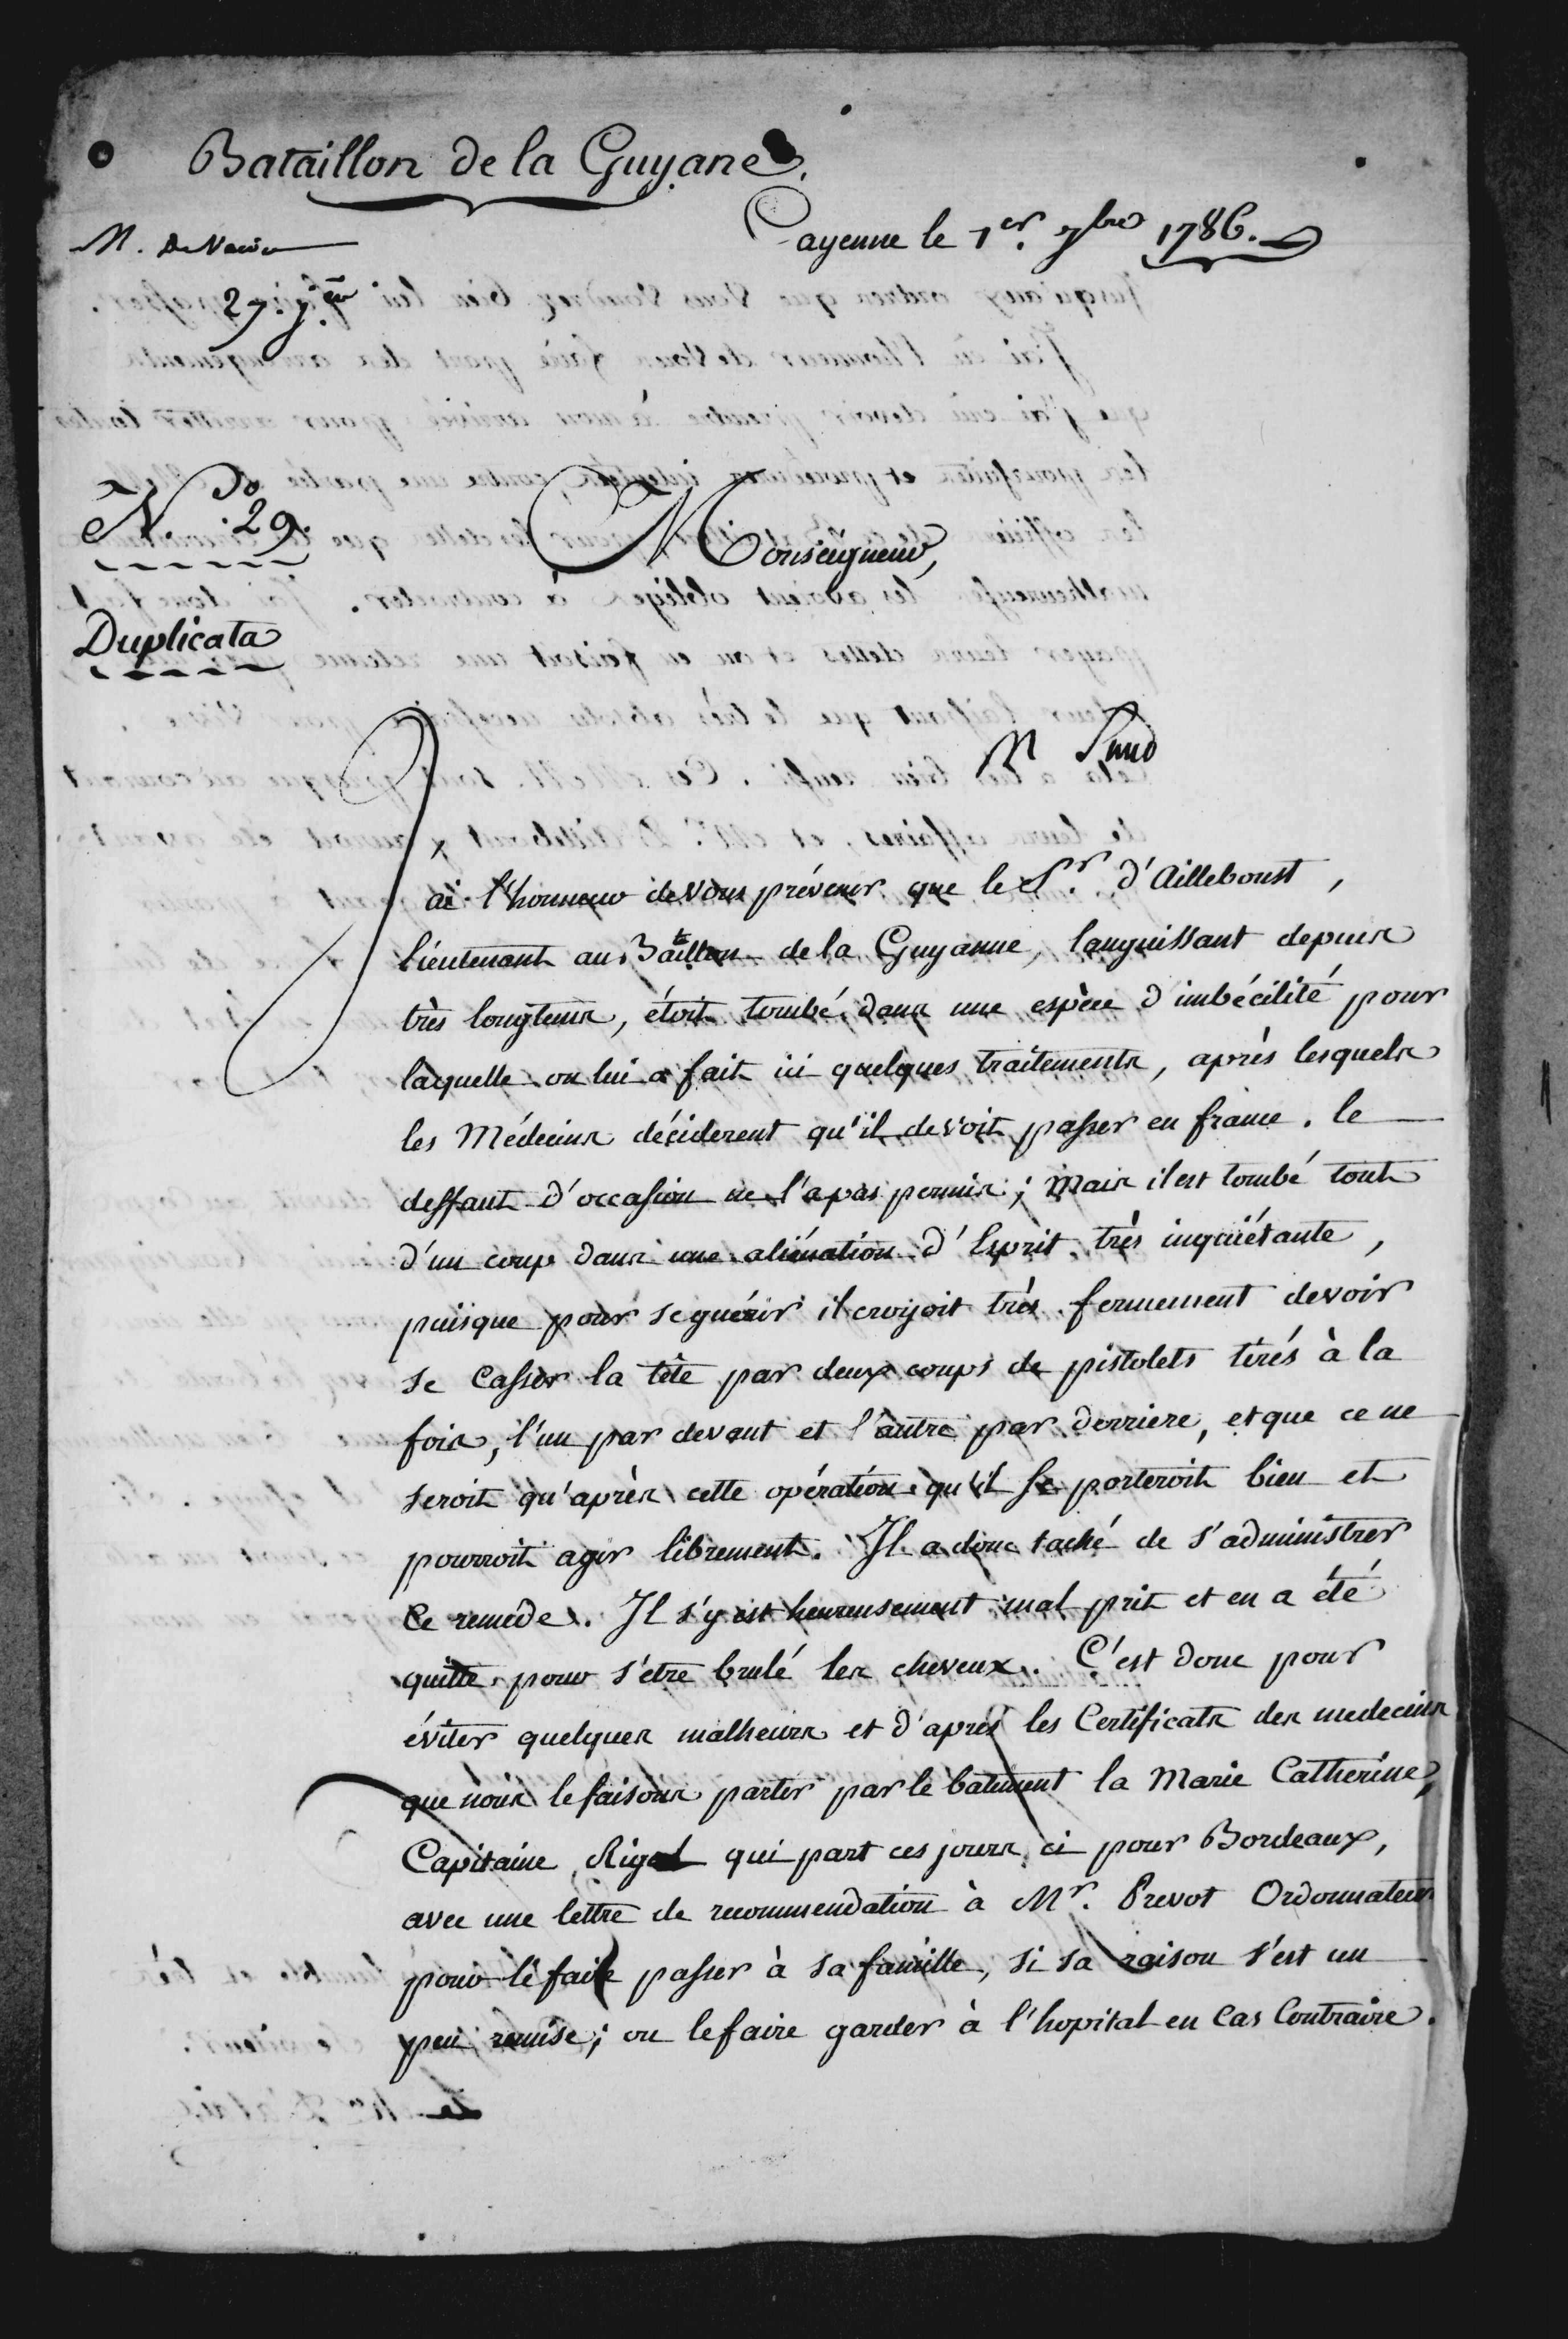 Bataillon de la Guyane.
Cayenne le 1er. 7bre 1786.
M. De
N.º 29.
Monseigneur,
Duplicata
J'ai l'honneur de vous prévenir que le Sr. d'Ailleboust,
lieutenant au Baillon de la Guyanne, languissant depuis
très longtems, étoit tombé dans une espèce d'imbécilité pour
laquelle on lui a fait ici quelques traitements, après lesquels
les Médecins déciderent qu'il devoit passer en france. le
deffaut d'occasion ne l'a pas permis; mais il est tombé tout
d'un coup dans une aliénation d'Esprit très inquiétante,
puisque pour se guérir il croyoit très fermement devoir
se Casser la tête par deux coups de pistolets tirés à la
fois, l'un par devant et l'autre par derriere, et que ce ne
seroit qu'après cette opération qu'il se porteroit bien et
pourroit agir librement. Il a donc taché de s'administrer
Ce remede. Il s'y est heureusement mal prit et en a été
quitte pour s'etre brulé les cheveux. C'est donc pour
éviter quelques malheurs et d'après les Certificats des medecins
que nous le faisons partir par le batiment la Marie Catherine,
Capitaine Rigal qui part ces jours ci pour Bordeaux,
avec une lettre de recommendation à Mr. Prevot Ordonnateur
pour le faire passer à sa famille, si sa raison s'est un
peu remise; ou le faire garder à l'hopital en Cas Contraire.